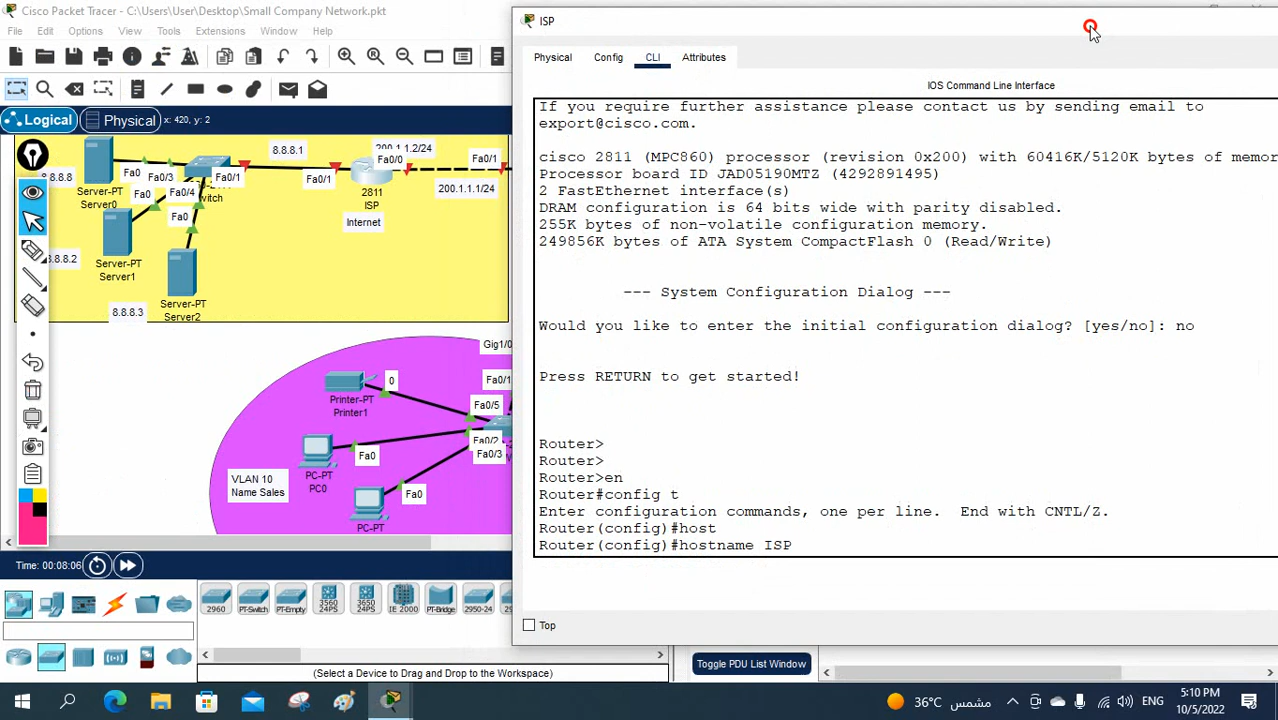 Cisco Packet Tracer - C:\Users\User\Desktop\Small Company Network.pkt
File Edit Options View Tools Extensions Window Help
Logical Physical x: 420, y: 2
8.8.8
Server-PT
Server0
Fa0
Fa0/3
Fa0
Fa0/4
Fa0/1
witch
Fa0
8.8.8.1
Fa0/1
200.1.1.2/24
Fa0/0
2811
ISP
Internet
Fa0/1
200.1.1.1/24
8.8.8.2
Server-PT
Server1
Server-PT
Server2
8.8.8.3
Gig1/0
0
Printer-PT
Printer1
Fa0/1
Fa0/5
Fa0/2
Fa0/3
VLAN 10
Name Sales
PC-PT
PC0
Fa0
Fa0
PC-PT
Time: 00:08:06
2960
PT-Switch
PT-Empty
3560
24PS
3650
24PS
IE 2000
PT-Bridge
2950-24
(Select a Device to Drag and Drop to the Workspace)
ISP
Physical Config CLI Attributes
IOS Command Line Interface
If you require further assistance please contact us by sending email to
export@cisco.com.
cisco 2811 (MPC860) processor (revision 0x200) with 60416K/5120K bytes of memor
Processor board ID JAD05190MTZ (4292891495)
2 FastEthernet interface(s)
DRAM configuration is 64 bits wide with parity disabled.
255K bytes of non-volatile configuration memory.
249856K bytes of ATA System CompactFlash 0 (Read/Write)
--- System Configuration Dialog ---
Would you like to enter the initial configuration dialog? [yes/no]: no
Press RETURN to get started!
Router>
Router>
Router>en
Router#config t
Enter configuration commands, one per line.  End with CNTL/Z.
Router(config)#host
Router(config)#hostname ISP
Top
Toggle PDU List Window
36°C مشمس
ENG
5:10 PM
10/5/2022